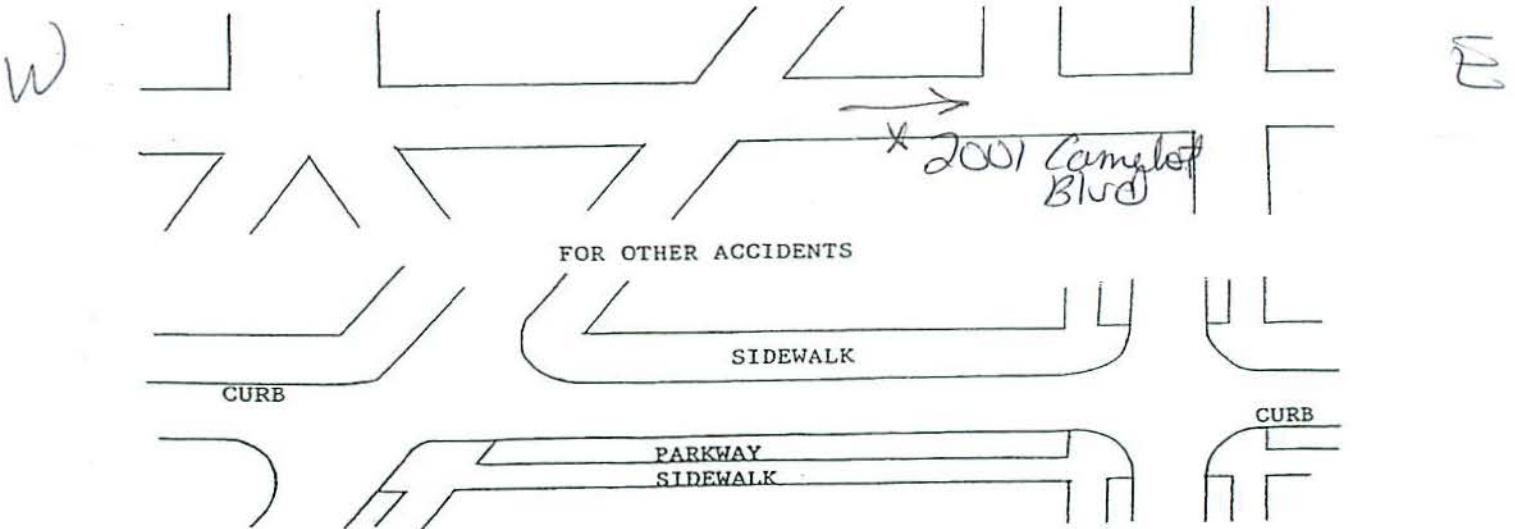 W
E
X 2001 Camelot
Blvd
FOR OTHER ACCIDENTS
SIDEWALK
CURB
CURB
PARKWAY
SIDEWALK